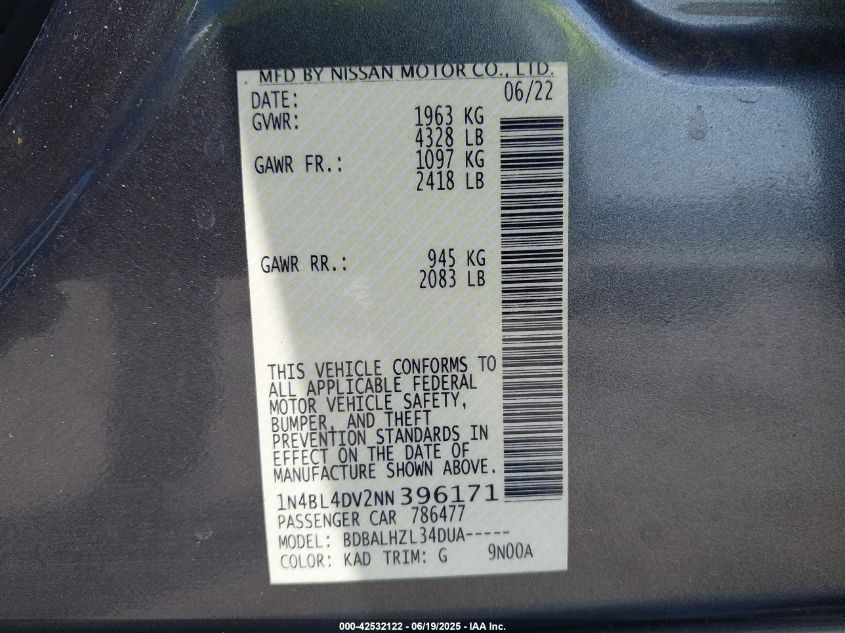 MFD BY NISSAN MOTOR CO., LTD.
DATE: 06/22
GVWR: 1963 KG
4328 LB
GAWR FR.: 1097 KG
2418 LB
GAWR RR.: 945 KG
2083 LB
THIS VEHICLE CONFORMS TO
ALL APPLICABLE FEDERAL
MOTOR VEHICLE SAFETY,
BUMPER, AND THEFT
PREVENTION STANDARDS IN
EFFECT ON THE DATE OF
MANUFACTURE SHOWN ABOVE.
1N4BL4DV2NN396171
PASSENGER CAR 786477
MODEL: BDBALHZL34DUA-----
COLOR: KAD TRIM: G 9N00A
000-42532122 - 06/19/2025 - IAA Inc.